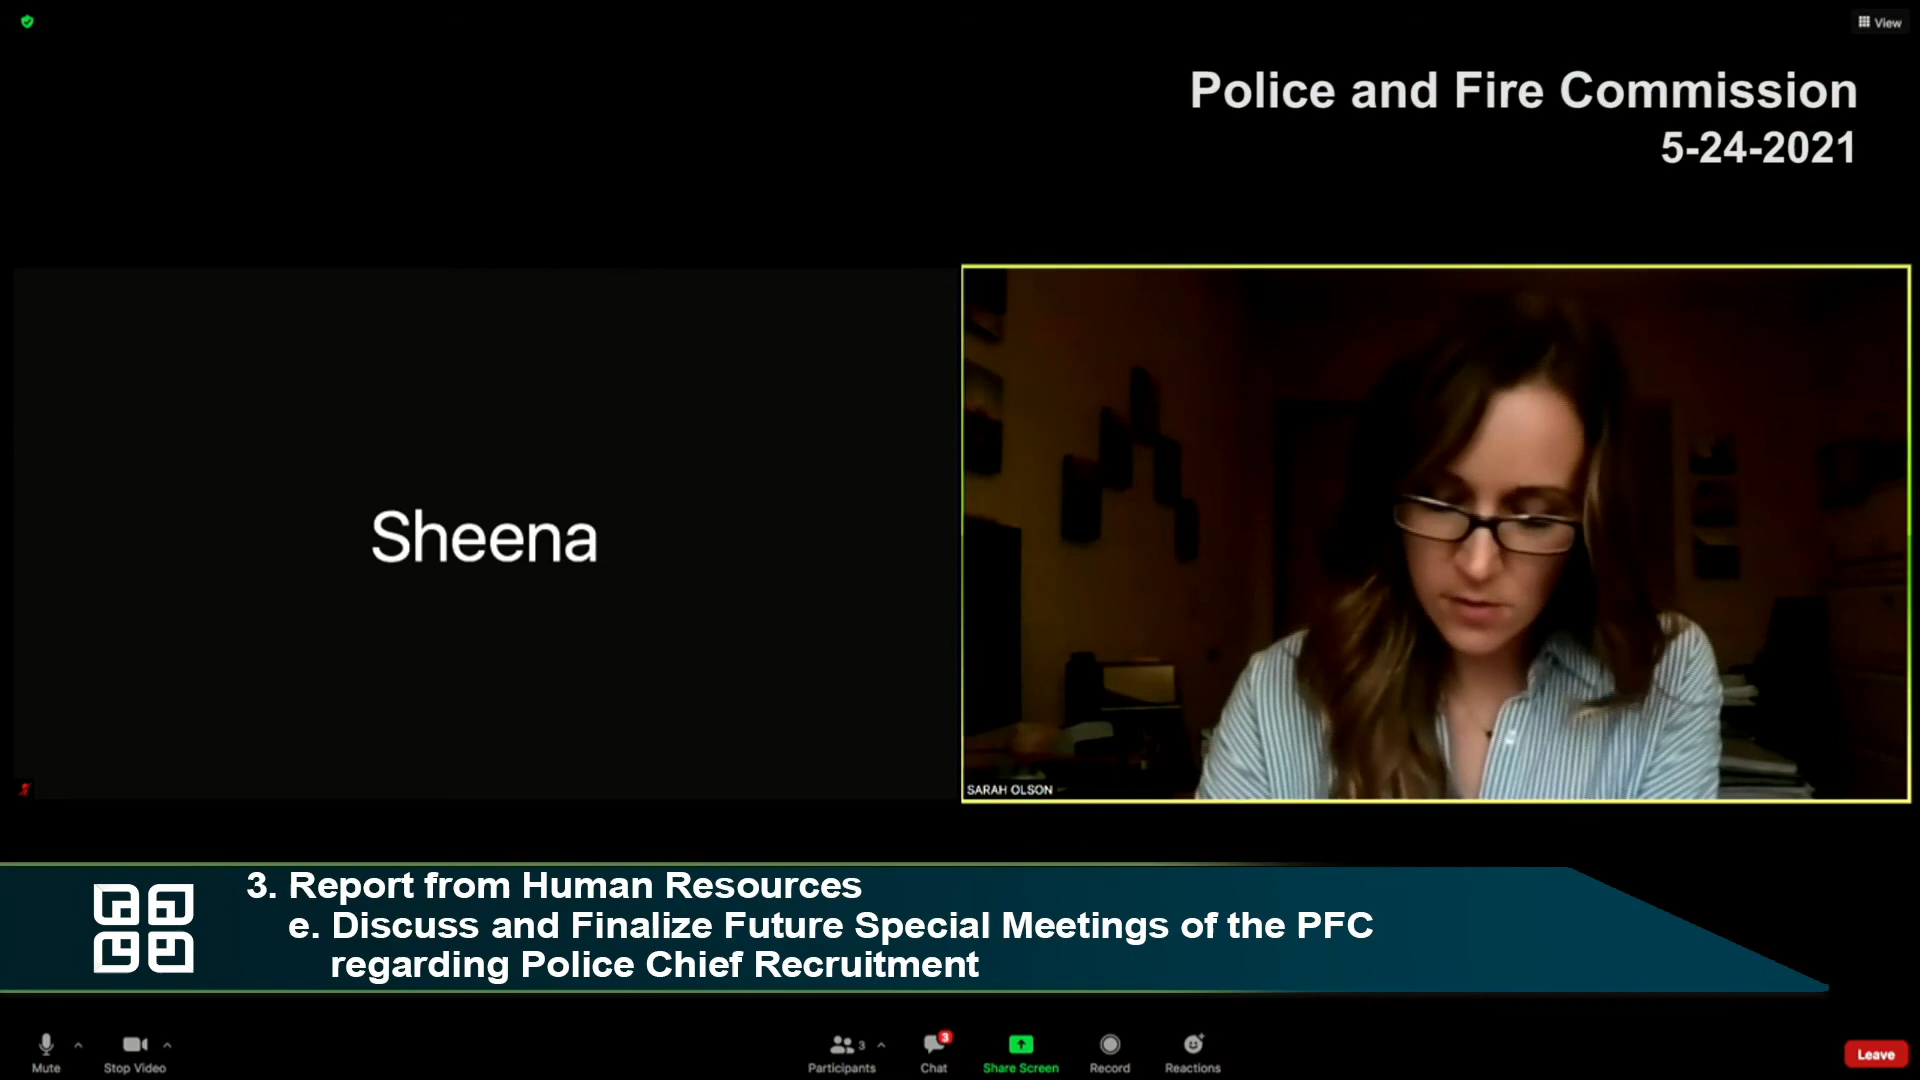 View
Police and Fire Commission
5-24-2021
Sheena
SARAH OLSON
3. Report from Human Resources
e. Discuss and Finalize Future Special Meetings of the PFC
regarding Police Chief Recruitment
Mute
Stop Video
Participants
3
Chat
3
Share Screen
Record
Reactions
Leave